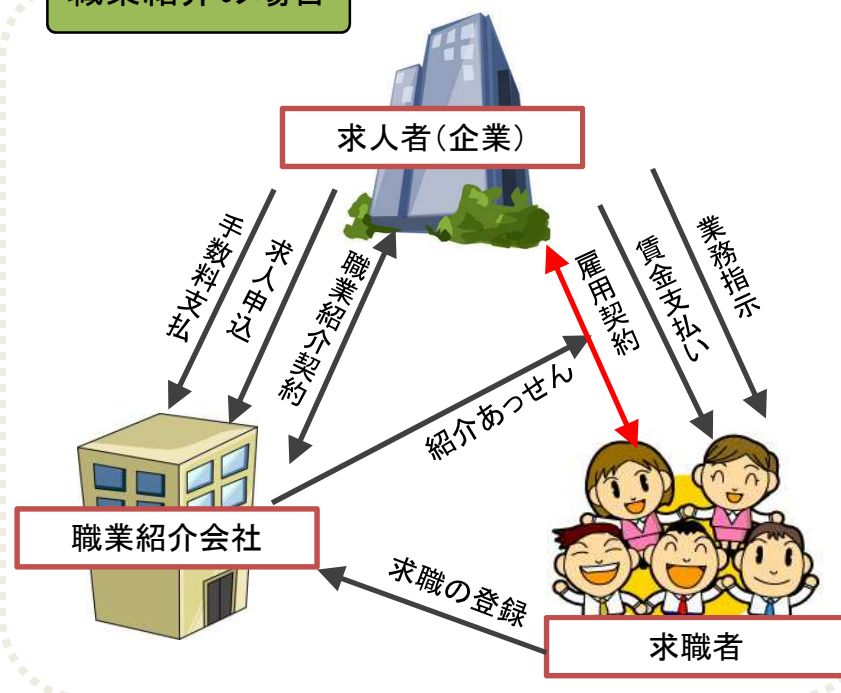 職業紹介の場合
求人者（企業）
手数料支払
求人申込
職業紹介契約
雇用契約
賃金支払い
業務指示
紹介あっせん
職業紹介会社
求職の登録
求職者